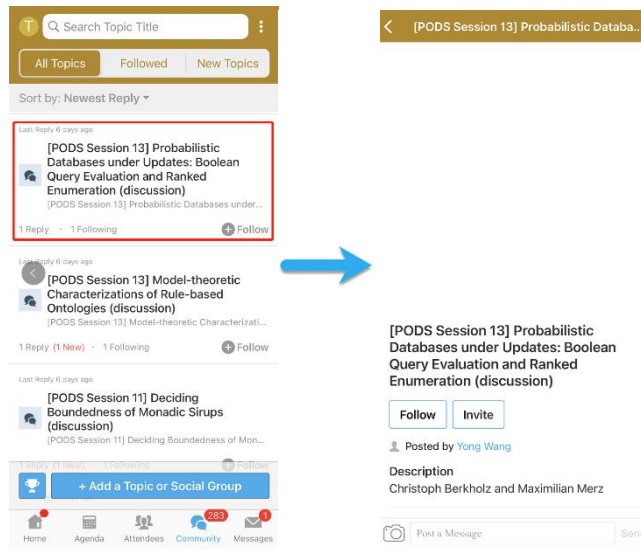 T
Search Topic Title
All Topics
Followed
New Topics
Sort by: Newest Reply
Last Reply 6 days ago
[PODS Session 13] Probabilistic
Databases under Updates: Boolean
Query Evaluation and Ranked
Enumeration (discussion)
[PODS Session 13] Probabilistic Databases under...
1 Reply · 1 Following
Follow
Last Reply 6 days ago
[PODS Session 13] Model-theoretic
Characterizations of Rule-based
Ontologies (discussion)
[PODS Session 13] Model-theoretic Characterizati...
1 Reply (1 New) · 1 Following
Follow
Last Reply 6 days ago
[PODS Session 11] Deciding
Boundedness of Monadic Sirups
(discussion)
[PODS Session 11] Deciding Boundedness of Mon...
1 Reply (1 New) · 1 Following
Follow
+ Add a Topic or Social Group
283
1
Home
Agenda
Attendees
Community
Messages
[PODS Session 13] Probabilistic Databa...
[PODS Session 13] Probabilistic
Databases under Updates: Boolean
Query Evaluation and Ranked
Enumeration (discussion)
Follow
Invite
Posted by Yong Wang
Description
Christoph Berkholz and Maximilian Merz
Post a Message